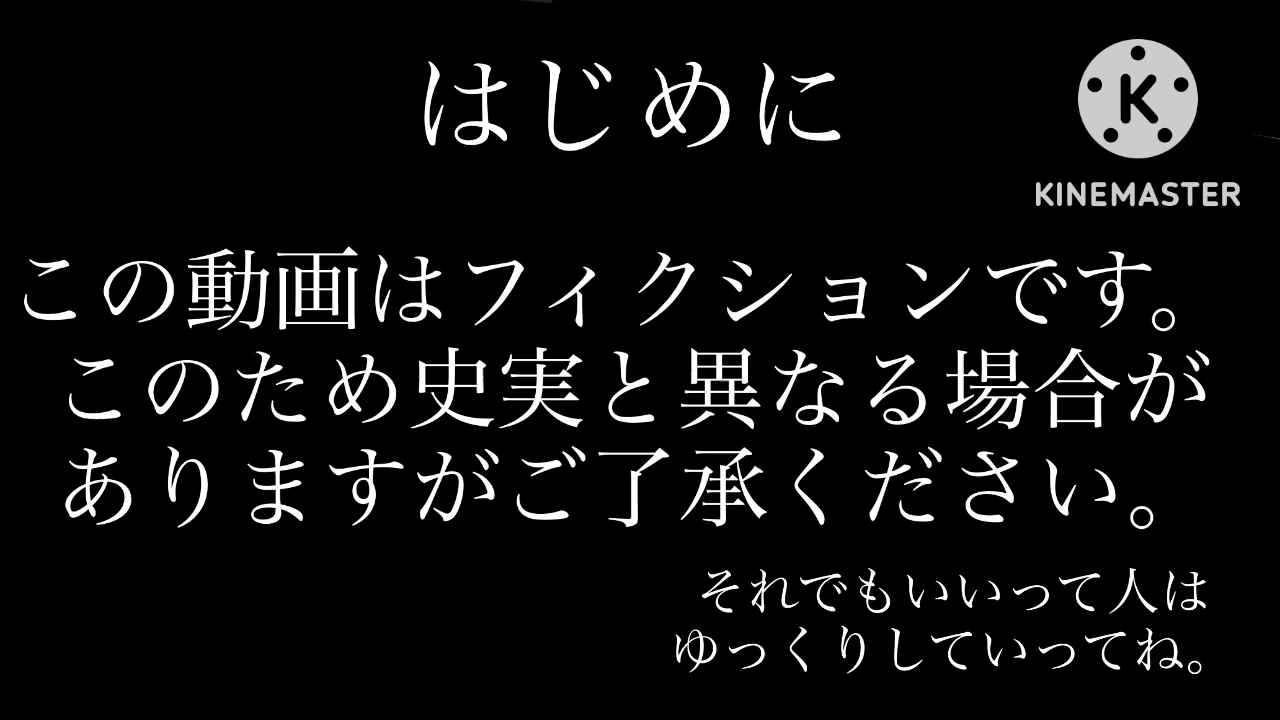 はじめに
K
KINEMASTER
この動画はフィクションです。
このため史実と異なる場合が
ありますがご了承ください。
それでもいいって人は
ゆっくりしていってね。